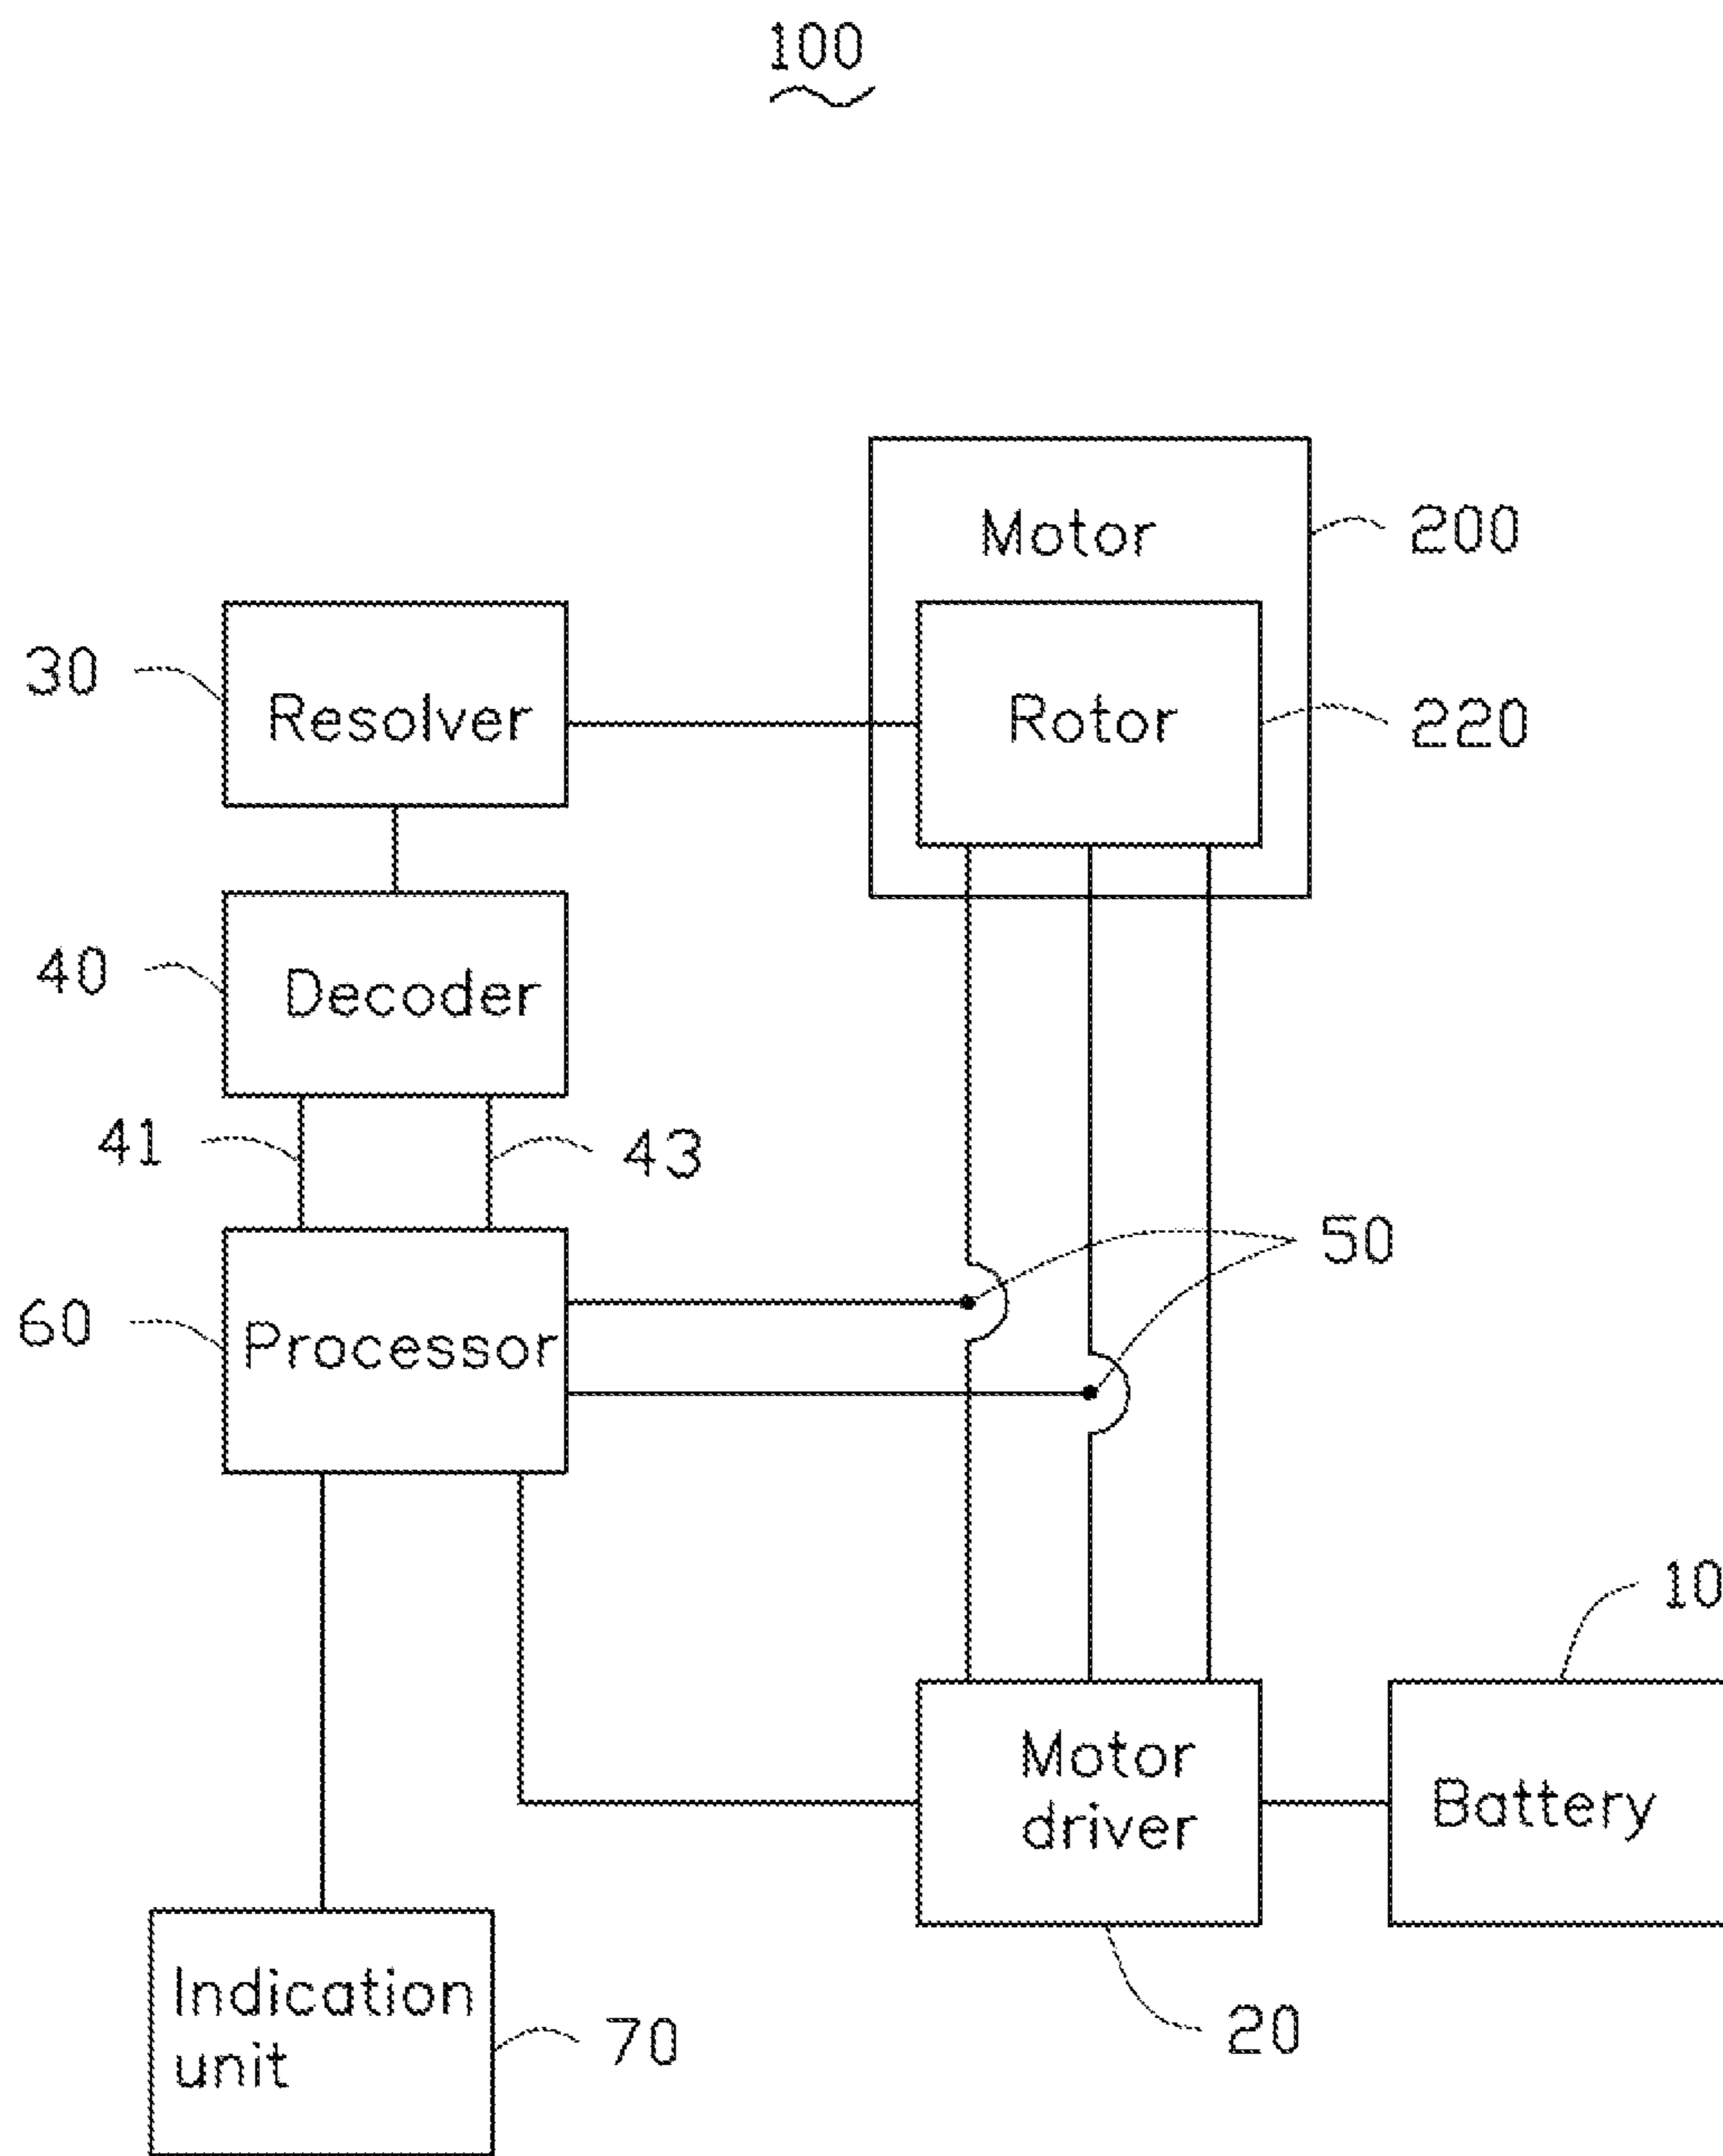 100
Motor
200
30
Resolver
Rotor
220
40
Decoder
41
43
50
60
Processor
10
Motor
driver
Battery
Indication
unit
70
20